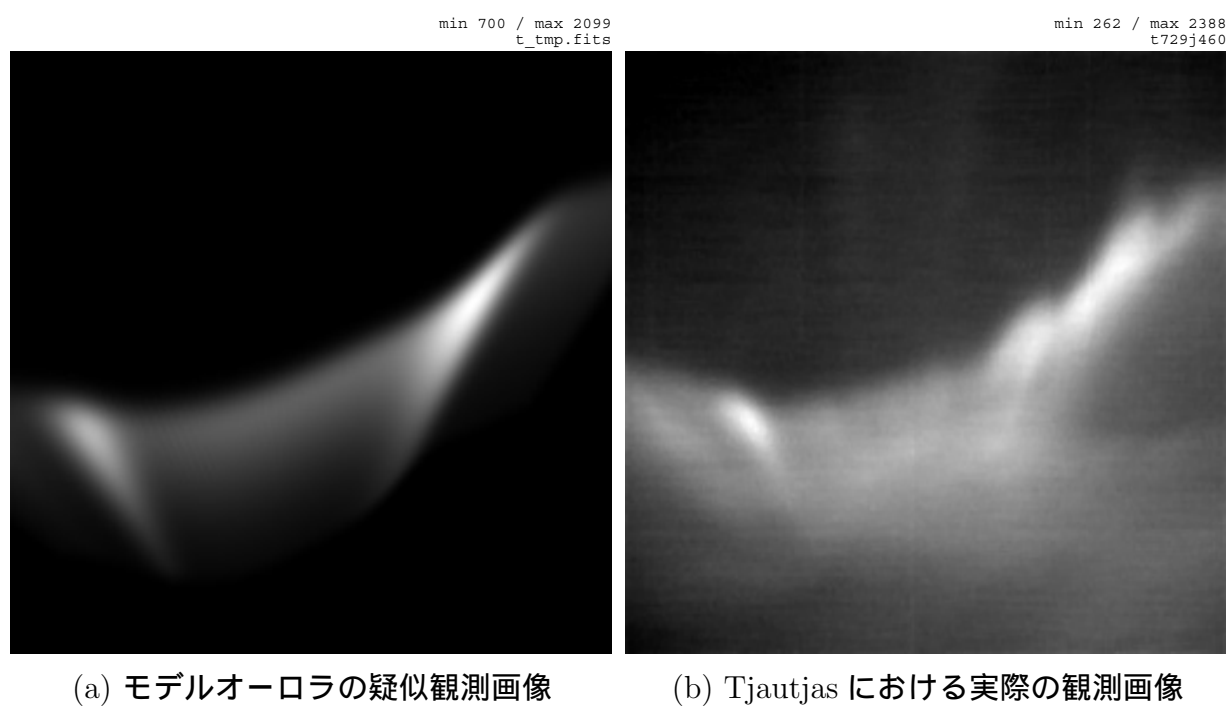 min 700 / max 2099
t_tmp.fits
min 262 / max 2388
t729j460
(a) モデルオーロラの疑似観測画像
(b) Tjautjas における実際の観測画像